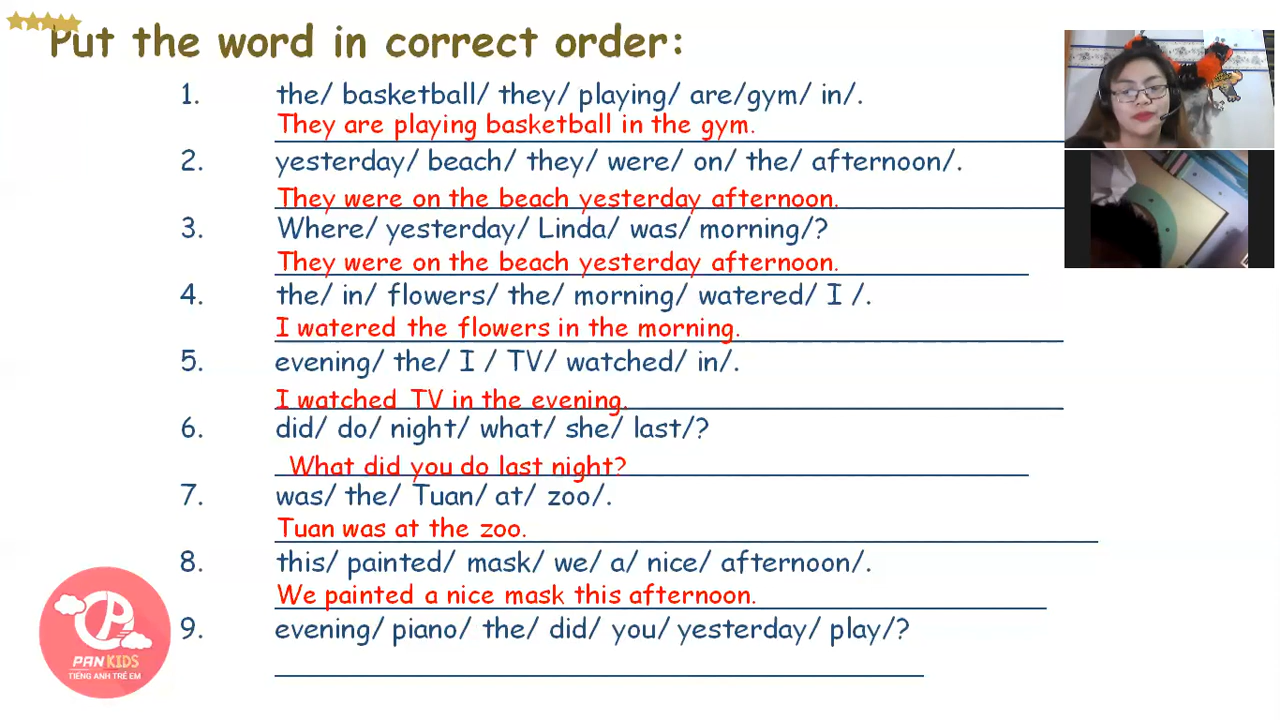 Put the word in correct order:
1. the/ basketball/ they/ playing/ are/gym/ in/.
They are playing basketball in the gym.
2. yesterday/ beach/ they/ were/ on/ the/ afternoon/.
They were on the beach yesterday afternoon.
3. Where/ yesterday/ Linda/ was/ morning/?
They were on the beach yesterday afternoon.
4. the/ in/ flowers/ the/ morning/ watered/ I /.
I watered the flowers in the morning.
5. evening/ the/ I / TV/ watched/ in/.
I watched TV in the evening.
6. did/ do/ night/ what/ she/ last/?
What did you do last night?
7. was/ the/ Tuan/ at/ zoo/.
Tuan was at the zoo.
8. this/ painted/ mask/ we/ a/ nice/ afternoon/.
We painted a nice mask this afternoon.
9. evening/ piano/ the/ did/ you/ yesterday/ play/?
PAN KIDS
TIẾNG ANH TRẺ EM